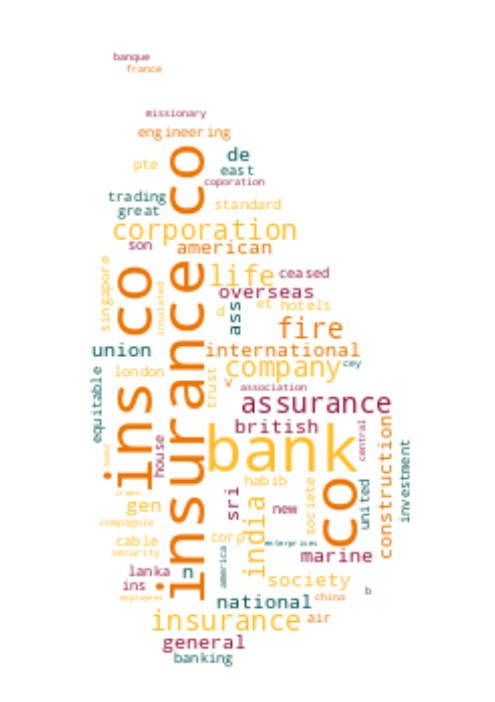 banque
france
missionary
engineering
co
de
pte
east
coporation
trading
great
standard
corporation
son
american
insurance co
ins co
life
ceased
singapore
insulated
overseas
d
et
hotels
ass
fire
union
international
company
cey
london
trust
v
association
equitable
assurance
british
bank
central
construction
house
investment
habib
co
united
societe
sri
india
new
gen
compagnie
corp
enterprises
cable
security
america
marine
lanka
n
society
ins
employees
national
china
b
insurance
air
general
banking